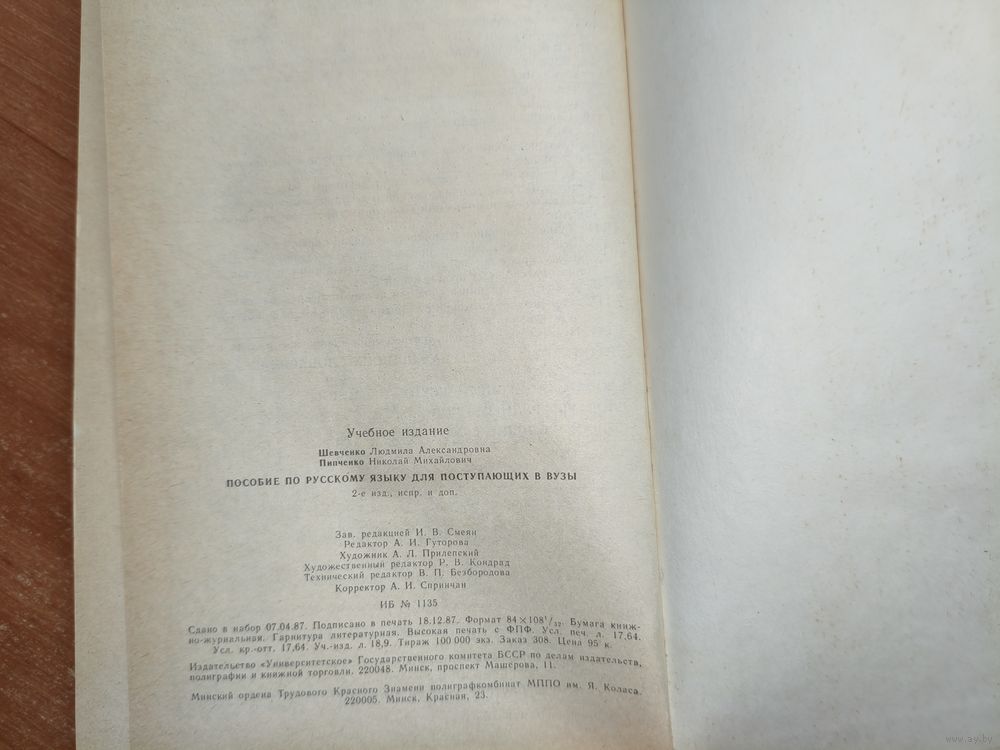 Учебное издание
Шевченко Людмила Александровна
Пипченко Николай Михайлович
ПОСОБИЕ ПО РУССКОМУ ЯЗЫКУ ДЛЯ ПОСТУПАЮЩИХ В ВУЗЫ
2-е изд., испр. и доп.
Зав. редакцией И. В. Смеян
Редактор А. И. Гуторова
Художник А. Л. Прилепский
Художественный редактор Р. В. Кондрад
Технический редактор В. П. Безбородова
Корректор А. И. Спринчан
ИБ № 1135
Сдано в набор 07.04.87. Подписано в печать 18.12.87. Формат 84×108¹/₃₂. Бумага книж-
но-журнальная. Гарнитура литературная. Высокая печать с ФПФ. Усл. печ. л. 17,64.
Усл. кр.-отт. 17,64. Уч.-изд. л. 18,9. Тираж 100 000 экз. Заказ 308. Цена 95 к.
Издательство «Университетское» Государственного комитета БССР по делам издательств,
полиграфии и книжной торговли. 220048. Минск, проспект Машерова, 11.
Минский ордена Трудового Красного Знамени полиграфкомбинат МППО им. Я. Коласа.
220005. Минск, Красная, 23.
www.ay.by